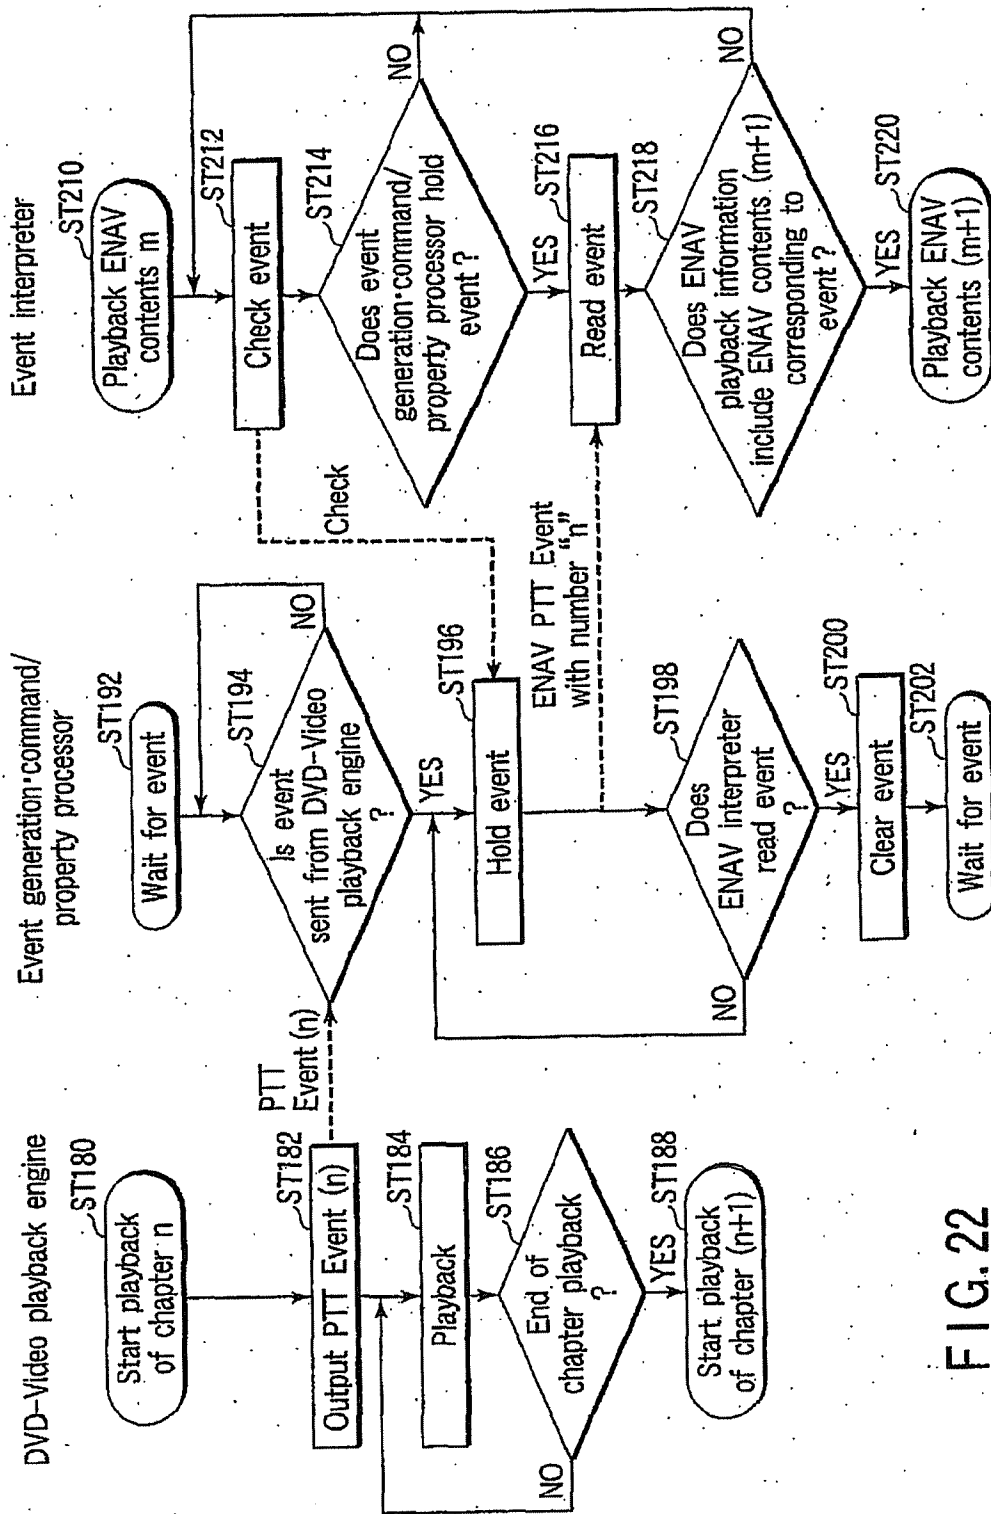 DVD-Video playback engine
ST180
Start playback
of chapter n
ST182
Output PTT Event (n)
PTT
Event (n)
ST184
Playback
ST186
End of
chapter playback
?
NO
YES
ST188
Start playback
of chapter (n+1)
Event generation·command/
property processor
ST192
Wait for event
ST194
Is event
sent from DVD-Video
playback engine
?
NO
YES
ST196
Hold event
ENAV PTT Event
with number "n"
ST198
Does
ENAV interpreter
read event
?
NO
YES
ST200
Clear event
ST202
Wait for event
Event interpreter
ST210
Playback ENAV
contents m
ST212
Check event
Check
ST214
Does event
generation·command/
property processor hold
event?
NO
YES
ST216
Read event
ST218
Does ENAV
playback information
include ENAV contents (m+1)
corresponding to
event?
NO
YES
ST220
Playback ENAV
contents (m+1)
FIG. 22